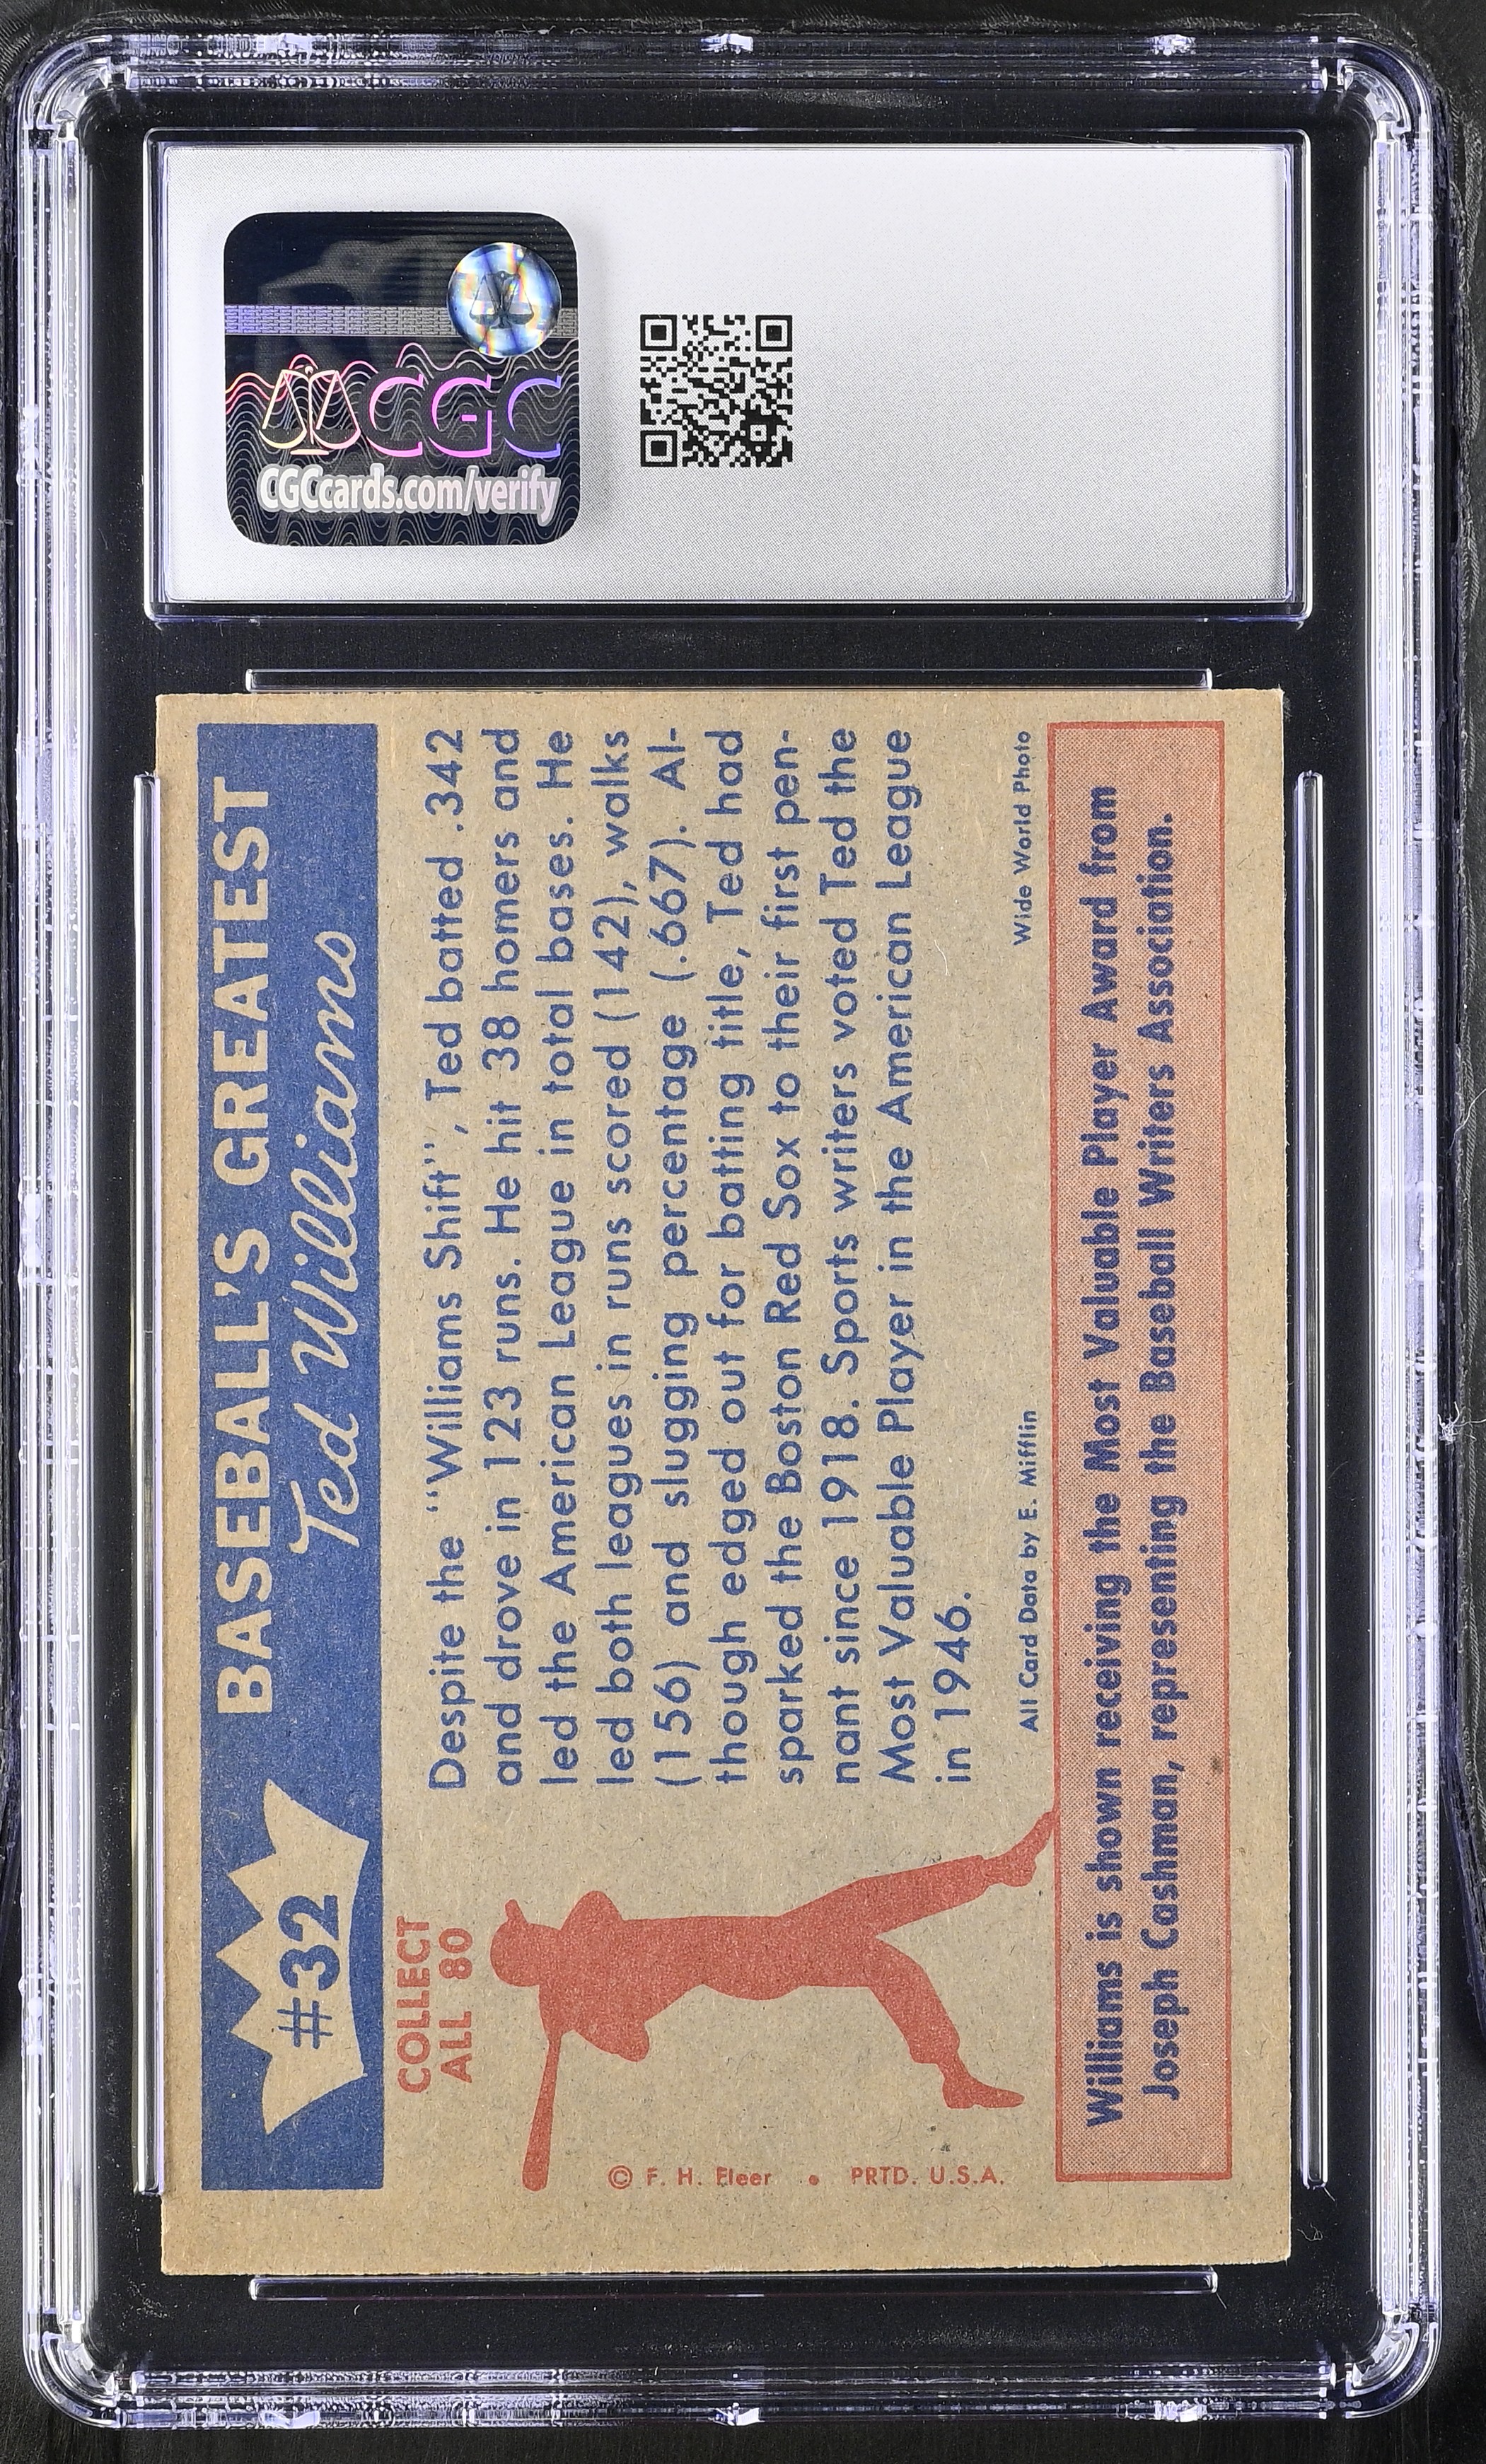 CGC
CGCcards.com/verify
#32
BASEBALL'S GREATEST
Ted Williams
COLLECT
ALL 80
Despite the "Williams Shift", Ted batted .342
and drove in 123 runs. He hit 38 homers and
led the American League in total bases. He
led both leagues in runs scored (142), walks
(156) and slugging percentage (.667). Al-
though edged out for batting title, Ted had
sparked the Boston Red Sox to their first pen-
nant since 1918. Sports writers voted Ted the
Most Valuable Player in the American League
in 1946.
© F. H. Fleer • PRTD. U.S.A.
All Card Data by E. Mifflin
Wide World Photo
Williams is shown receiving the Most Valuable Player Award from
Joseph Cashman, representing the Baseball Writers Association.